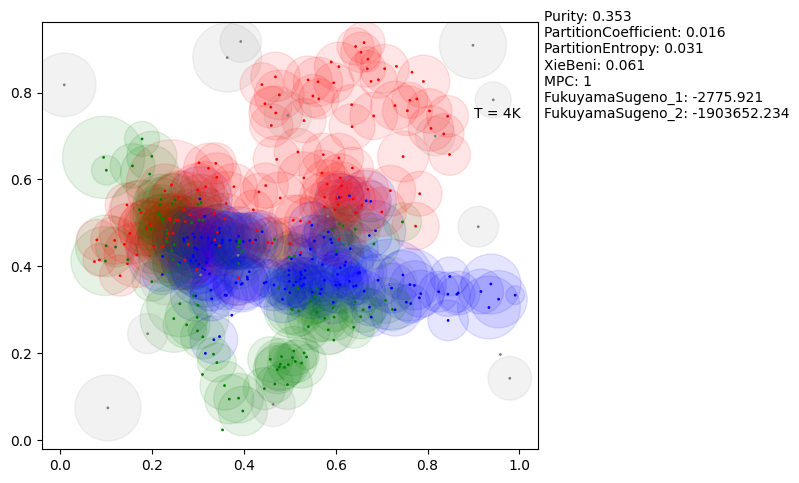 Purity: 0.353
PartitionCoefficient: 0.016
PartitionEntropy: 0.031
XieBeni: 0.061
MPC: 1
FukuyamaSugeno_1: -2775.921
FukuyamaSugeno_2: -1903652.234
T = 4K
0.8
0.6
0.4
0.2
0.0
0.0 0.2 0.4 0.6 0.8 1.0